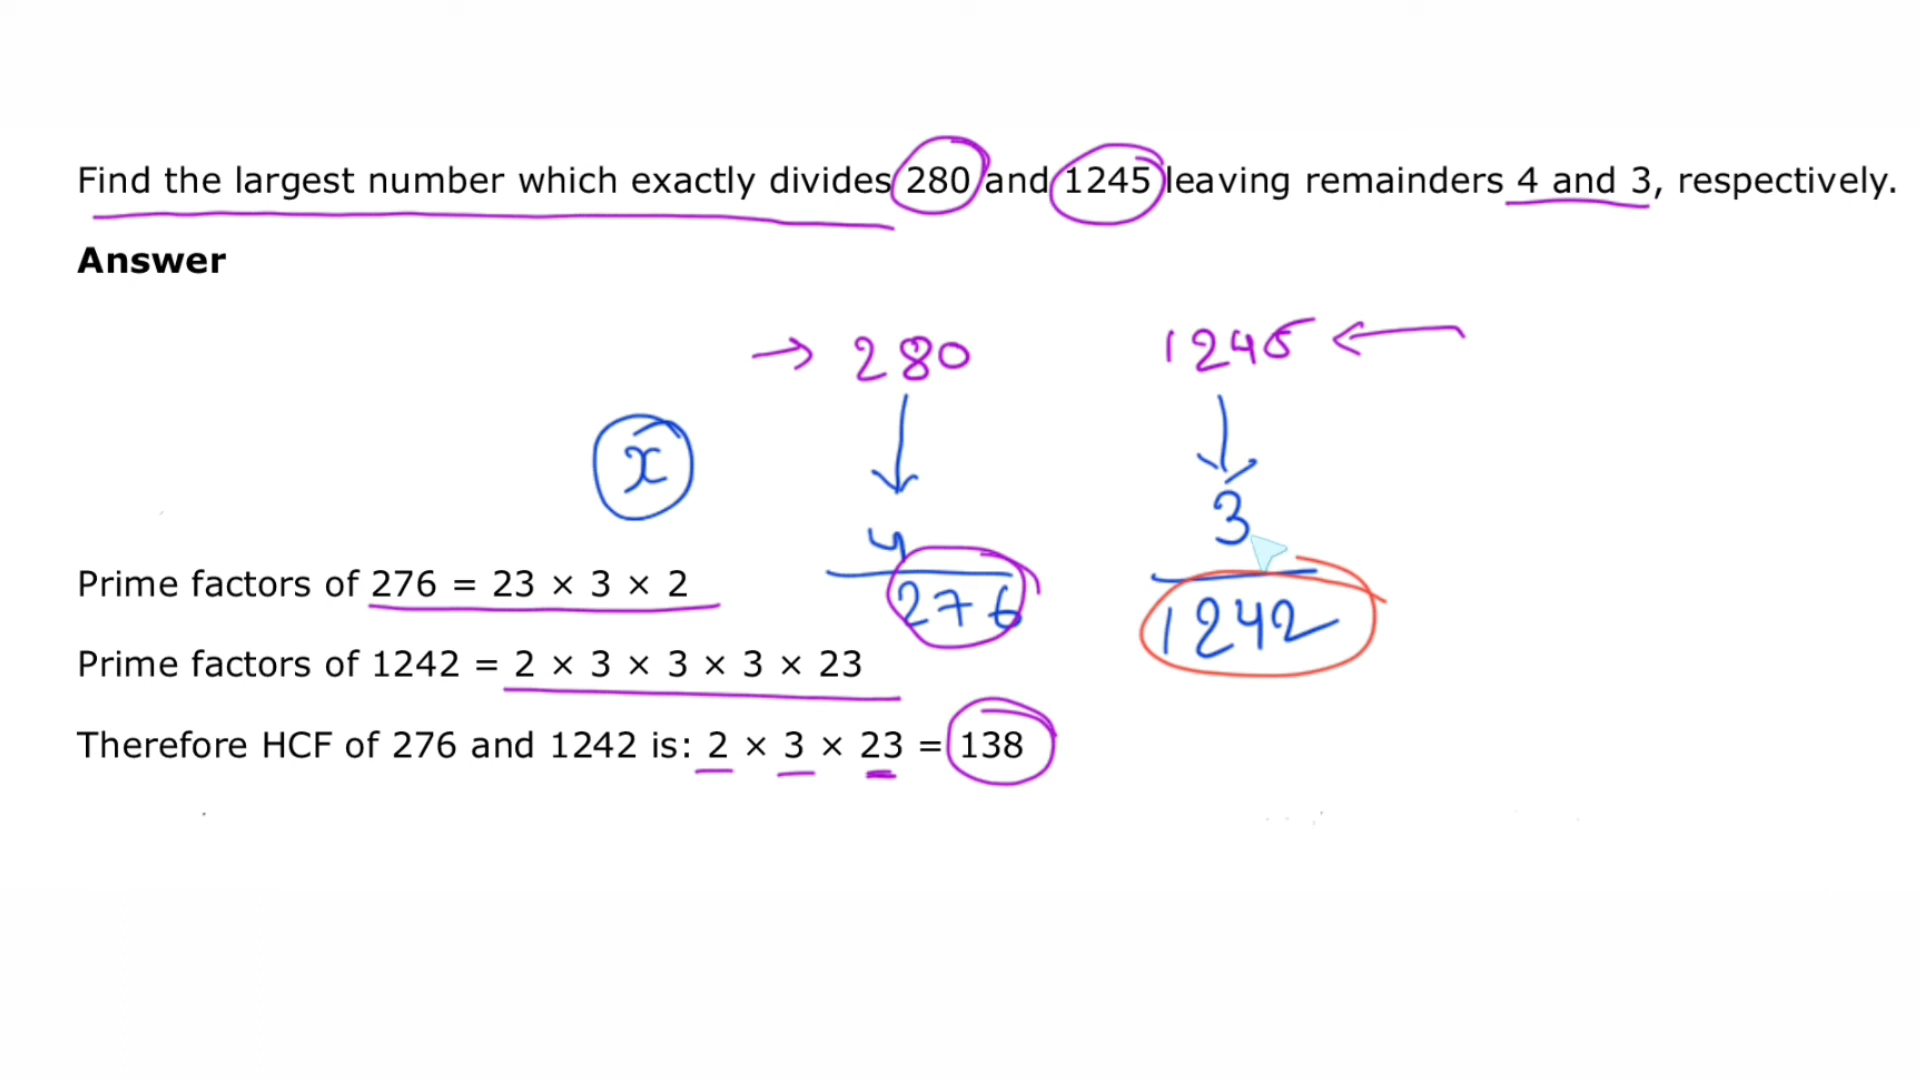 Find the largest number which exactly divides 280 and 1245 leaving remainders 4 and 3, respectively.
Answer
→ 280 1245 ←
x
4 3
Prime factors of 276 = 23 × 3 × 2
276 1242
Prime factors of 1242 = 2 × 3 × 3 × 3 × 23
Therefore HCF of 276 and 1242 is: 2 × 3 × 23 = 138